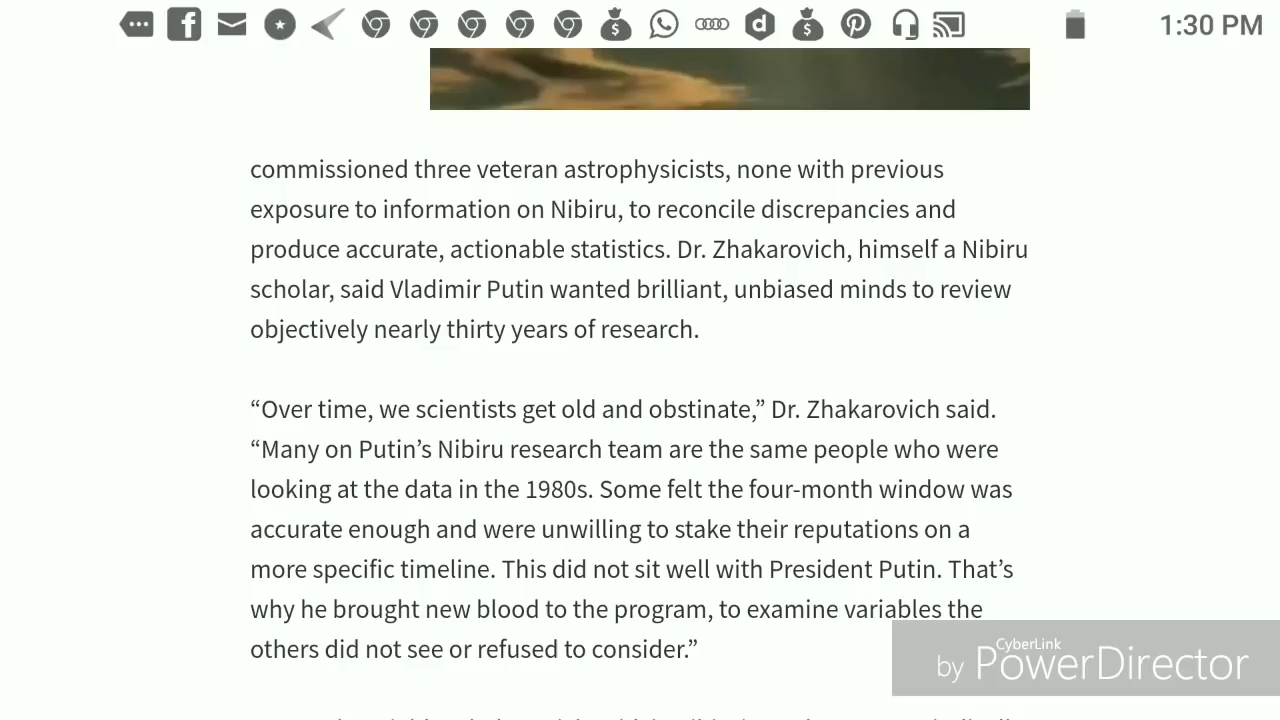 1:30 PM
commissioned three veteran astrophysicists, none with previous
exposure to information on Nibiru, to reconcile discrepancies and
produce accurate, actionable statistics. Dr. Zhakarovich, himself a Nibiru
scholar, said Vladimir Putin wanted brilliant, unbiased minds to review
objectively nearly thirty years of research.
“Over time, we scientists get old and obstinate,” Dr. Zhakarovich said.
“Many on Putin’s Nibiru research team are the same people who were
looking at the data in the 1980s. Some felt the four-month window was
accurate enough and were unwilling to stake their reputations on a
more specific timeline. This did not sit well with President Putin. That’s
why he brought new blood to the program, to examine variables the
others did not see or refused to consider.”
CyberLink
by PowerDirector